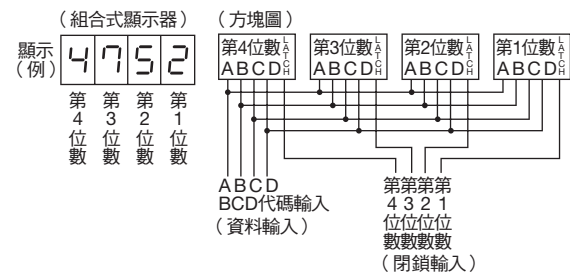 （組合式顯示器）
顯示
（例）
4752
第4位數
第3位數
第2位數
第1位數
（方塊圖）
第4位數 LATCH
ABCD
第3位數 LATCH
ABCD
第2位數 LATCH
ABCD
第1位數 LATCH
ABCD
ABCD
BCD代碼輸入
（資料輸入）
第4位數
第3位數
第2位數
第1位數
（閉鎖輸入）